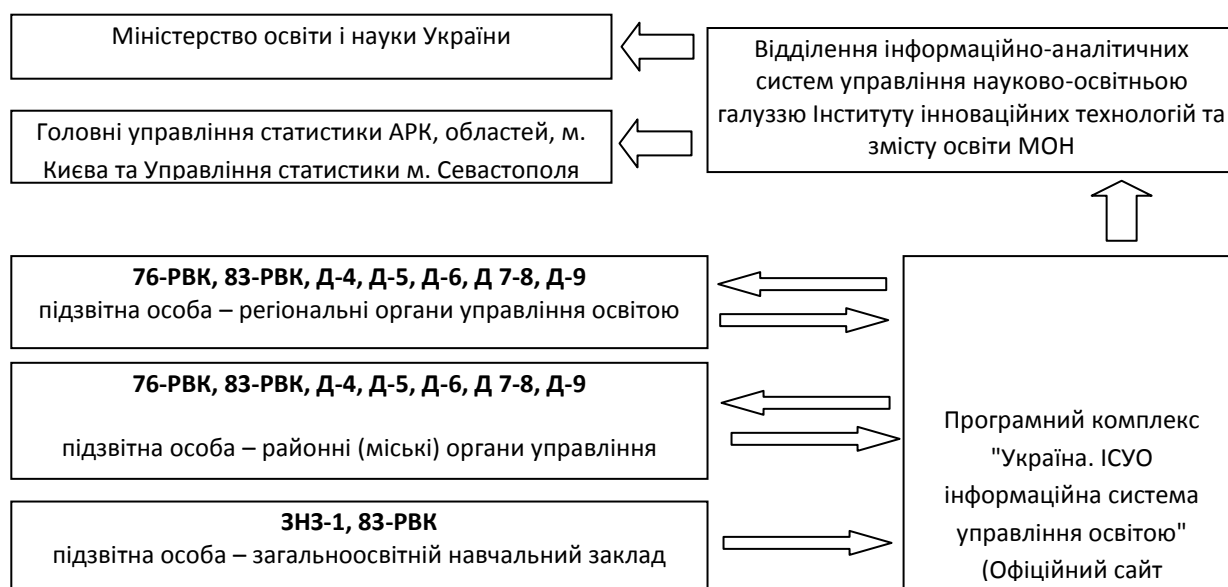 Міністерство освіти і науки України
Відділення інформаційно-аналітичних
систем управління науково-освітньою
галуззю Інституту інноваційних технологій та
змісту освіти МОН
Головні управління статистики АРК, областей, м.
Києва та Управління статистики м. Севастополя
76-РВК, 83-РВК, Д-4, Д-5, Д-6, Д 7-8, Д-9
підзвітна особа – регіональні органи управління освітою
76-РВК, 83-РВК, Д-4, Д-5, Д-6, Д 7-8, Д-9
підзвітна особа – районні (міські) органи управління
ЗНЗ-1, 83-РВК
підзвітна особа – загальноосвітній навчальний заклад
Програмний комплекс
"Україна. ІСУО
інформаційна система
управління освітою"
(Офіційний сайт